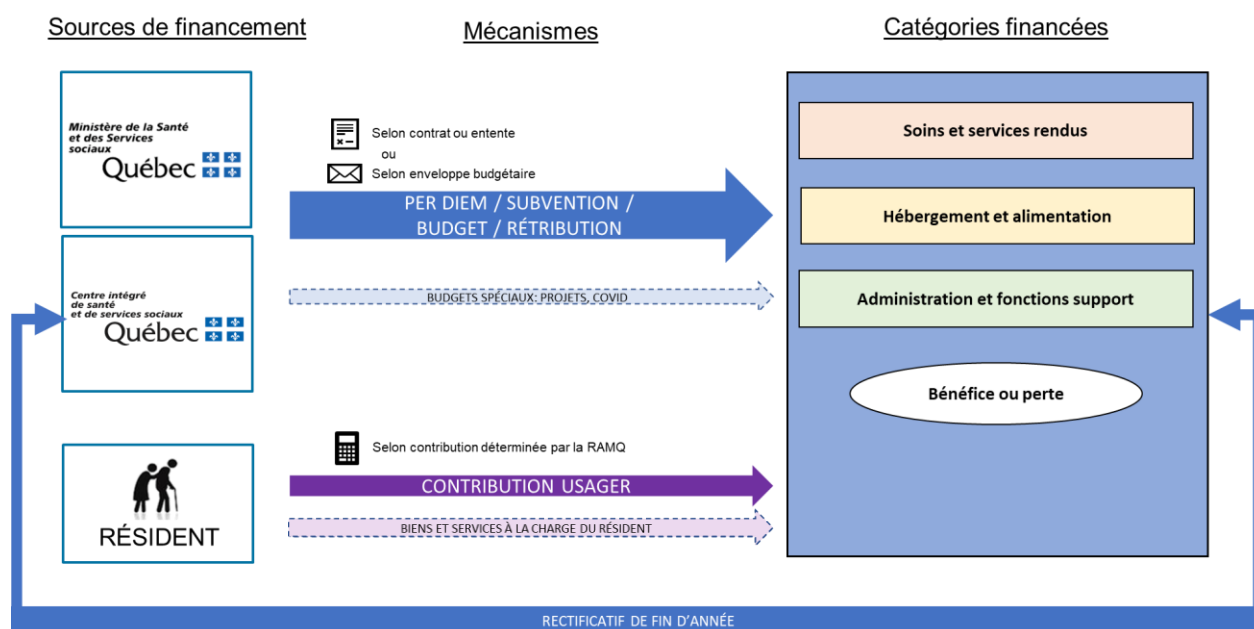 Sources de financement
Mécanismes
Catégories financées
Ministère de la Santé
et des Services
sociaux
Québec
Centre intégré
de santé
et de services sociaux
Québec
RÉSIDENT
Selon contrat ou entente
ou
Selon enveloppe budgétaire
PER DIEM / SUBVENTION /
BUDGET / RÉTRIBUTION
BUDGETS SPÉCIAUX: PROJETS, COVID
Selon contribution déterminée par la RAMQ
CONTRIBUTION USAGER
BIENS ET SERVICES À LA CHARGE DU RÉSIDENT
Soins et services rendus
Hébergement et alimentation
Administration et fonctions support
Bénéfice ou perte
RECTIFICATIF DE FIN D'ANNÉE